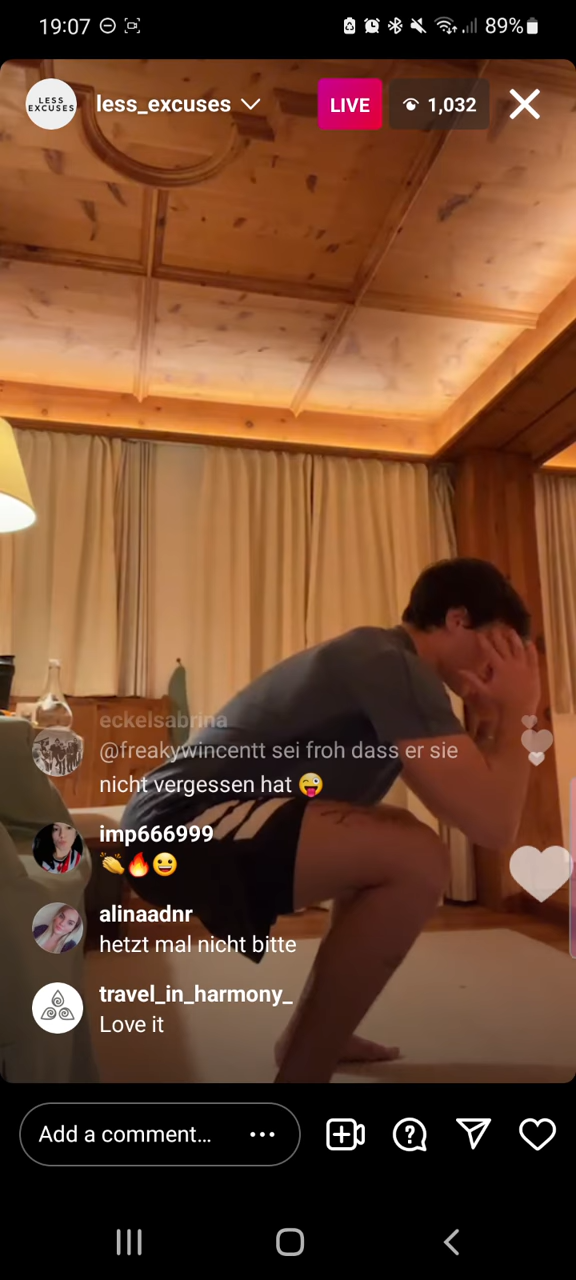 19:07
89%
LESS
EXCUSES
less_excuses
LIVE
1,032
eckelsabrina
@freakywincentt sei froh dass er sie
nicht vergessen hat 😜
imp666999
👏🔥😀
alinaadnr
hetzt mal nicht bitte
travel_in_harmony_
Love it
Add a comment...